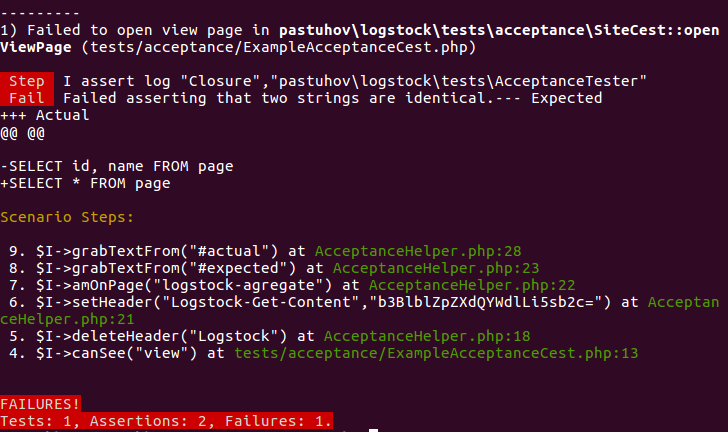 ---------
1) Failed to open view page in pastuhov\logstock\tests\acceptance\SiteCest::open
ViewPage (tests/acceptance/ExampleAcceptanceCest.php)
Step I assert log "Closure","pastuhov\logstock\tests\AcceptanceTester"
Fail Failed asserting that two strings are identical.--- Expected
+++ Actual
@@ @@
-SELECT id, name FROM page
+SELECT * FROM page
Scenario Steps:
9. $I->grabTextFrom("#actual") at AcceptanceHelper.php:28
8. $I->grabTextFrom("#expected") at AcceptanceHelper.php:23
7. $I->amOnPage("logstock-agregate") at AcceptanceHelper.php:22
6. $I->setHeader("Logstock-Get-Content","b3BlblZpZXdQYWdlLi5sb2c=") at Acceptan
ceHelper.php:21
5. $I->deleteHeader("Logstock") at AcceptanceHelper.php:18
4. $I->canSee("view") at tests/acceptance/ExampleAcceptanceCest.php:13
FAILURES!
Tests: 1, Assertions: 2, Failures: 1.